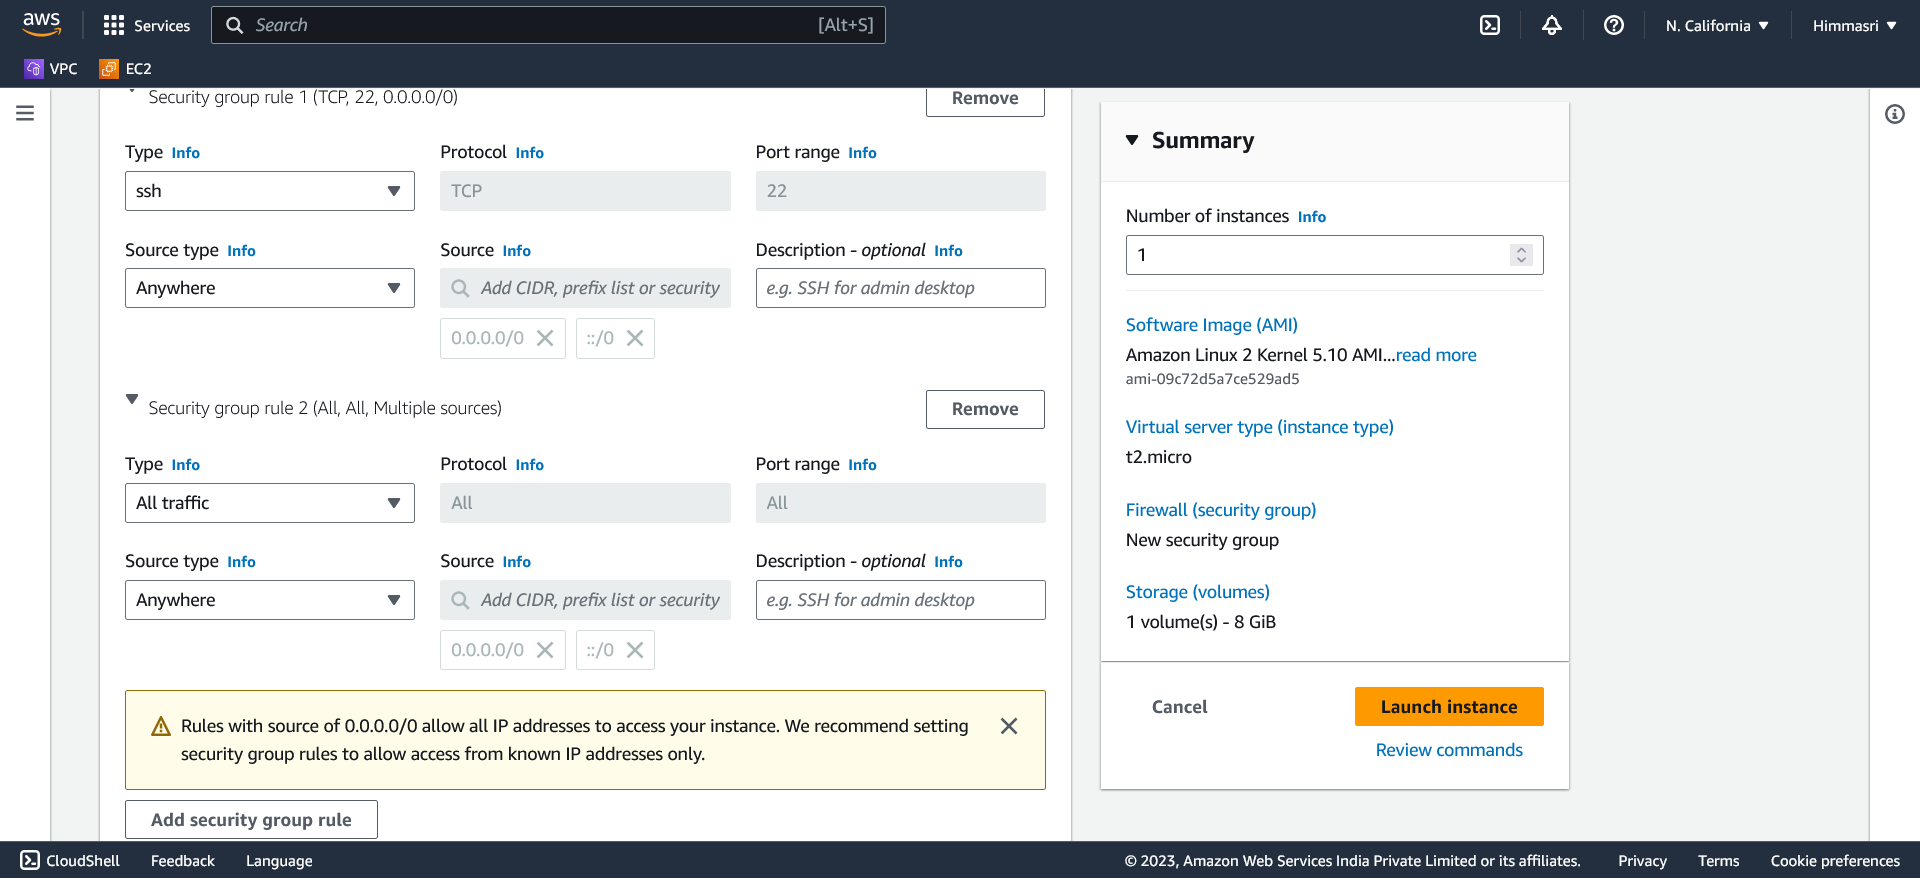 aws
Services
Search
[Alt+S]
N. California
Himmasri
VPC
EC2
Security group rule 1 (TCP, 22, 0.0.0.0/0)
Remove
Type Info
Protocol Info
Port range Info
ssh
TCP
22
Source type Info
Source Info
Description - optional Info
Anywhere
Add CIDR, prefix list or security
e.g. SSH for admin desktop
0.0.0.0/0
::/0
Security group rule 2 (All, All, Multiple sources)
Remove
Type Info
Protocol Info
Port range Info
All traffic
All
All
Source type Info
Source Info
Description - optional Info
Anywhere
Add CIDR, prefix list or security
e.g. SSH for admin desktop
0.0.0.0/0
::/0
Rules with source of 0.0.0.0/0 allow all IP addresses to access your instance. We recommend setting
security group rules to allow access from known IP addresses only.
Add security group rule
Summary
Number of instances Info
1
Software Image (AMI)
Amazon Linux 2 Kernel 5.10 AMI...read more
ami-09c72d5a7ce529ad5
Virtual server type (instance type)
t2.micro
Firewall (security group)
New security group
Storage (volumes)
1 volume(s) - 8 GiB
Cancel
Launch instance
Review commands
CloudShell
Feedback
Language
© 2023, Amazon Web Services India Private Limited or its affiliates.
Privacy
Terms
Cookie preferences